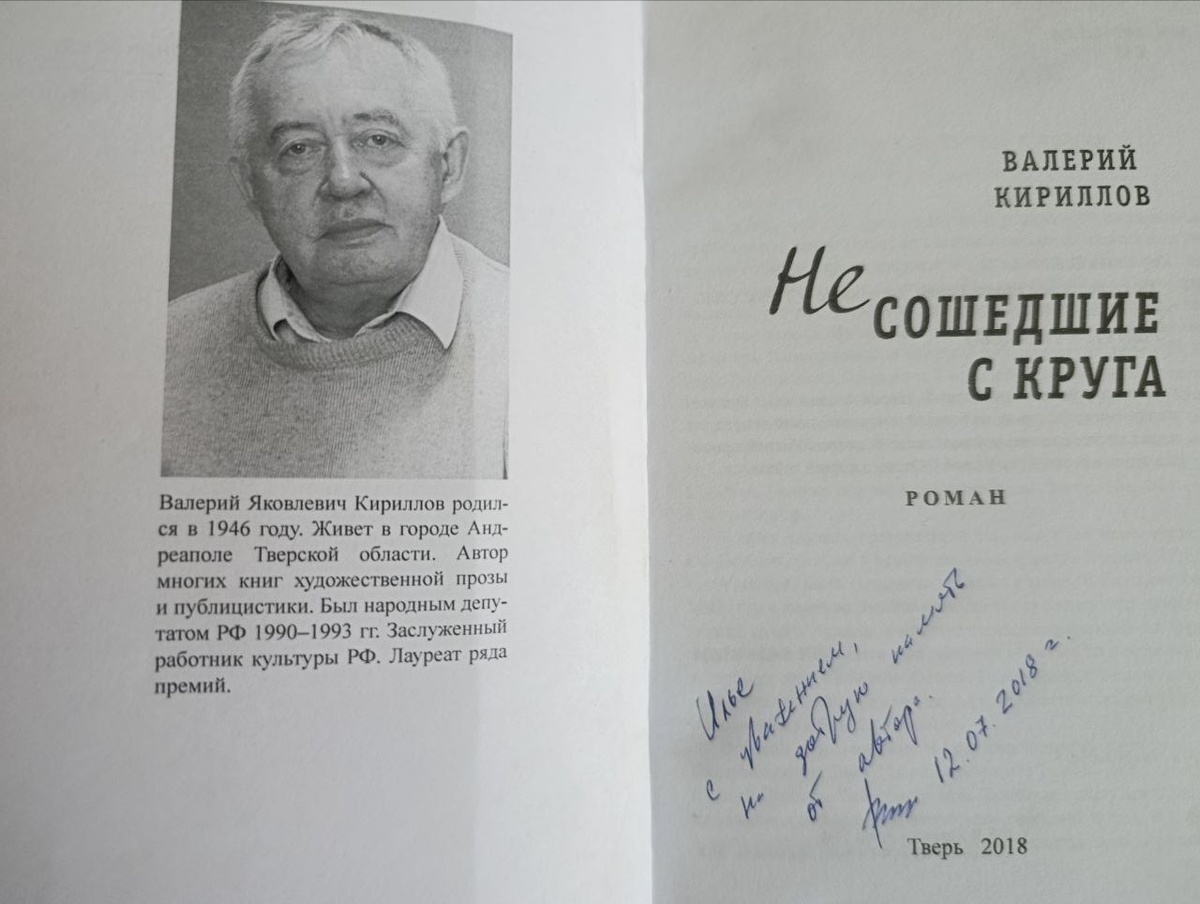 Валерий Яковлевич Кириллов родил-
ся в 1946 году. Живет в городе Анд-
реаполе Тверской области. Автор
многих книг художественной прозы
и публицистики. Был народным депу-
татом РФ 1990–1993 гг. Заслуженный
работник культуры РФ. Лауреат ряда
премий.
ВАЛЕРИЙ
КИРИЛЛОВ
Не
СОШЕДШИЕ
С КРУГА
РОМАН
Илье
с уважением,
на добрую память
от автора.
12.07.2018 г.
Тверь 2018